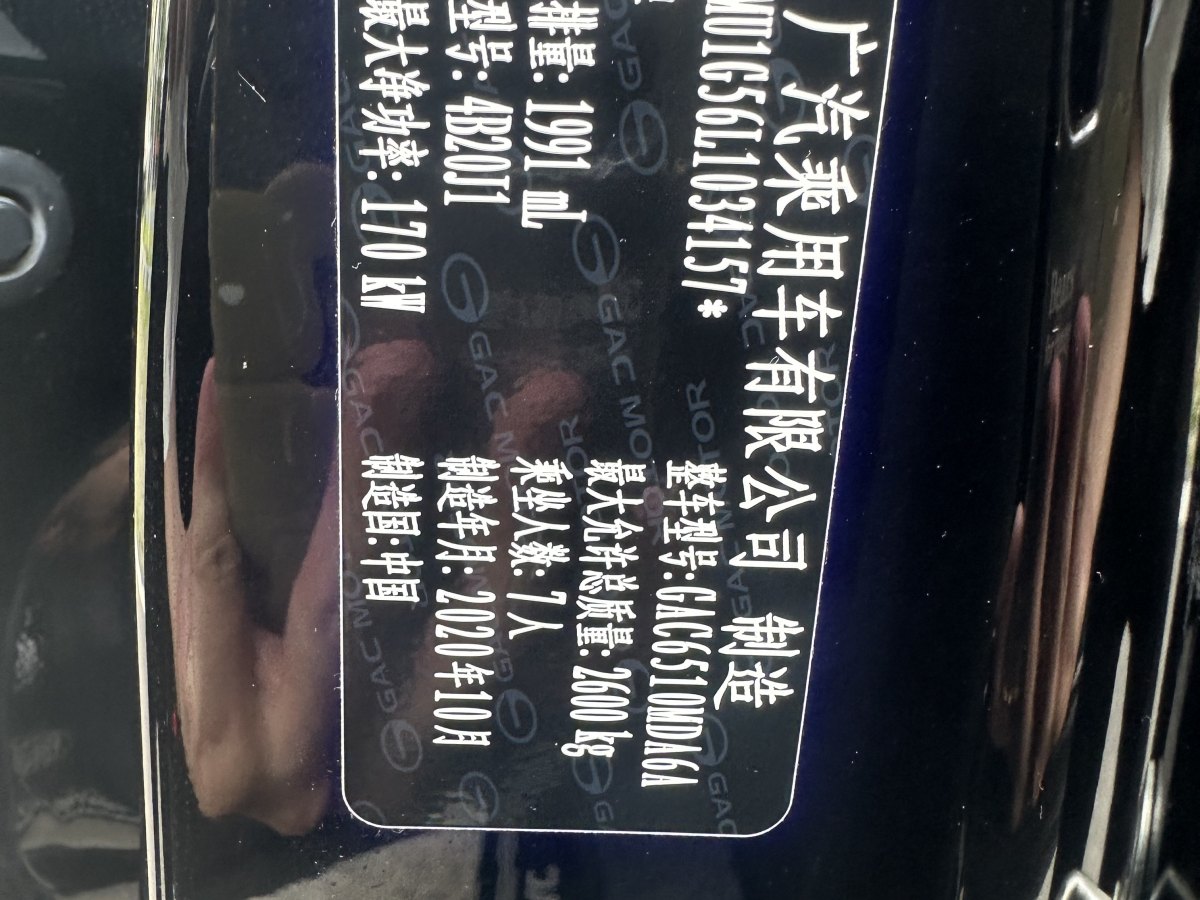 广汽乘用车有限公司 制造
MU1G56L1034157*
整车型号:GAC6510MDA6A
最大允许总质量: 2600 kg
排量: 1991 mL
乘坐人数: 7 人
型号: 4B20J1
制造年月: 2020年10月
最大净功率: 170 kW
制造国: 中国
GAC MOTOR